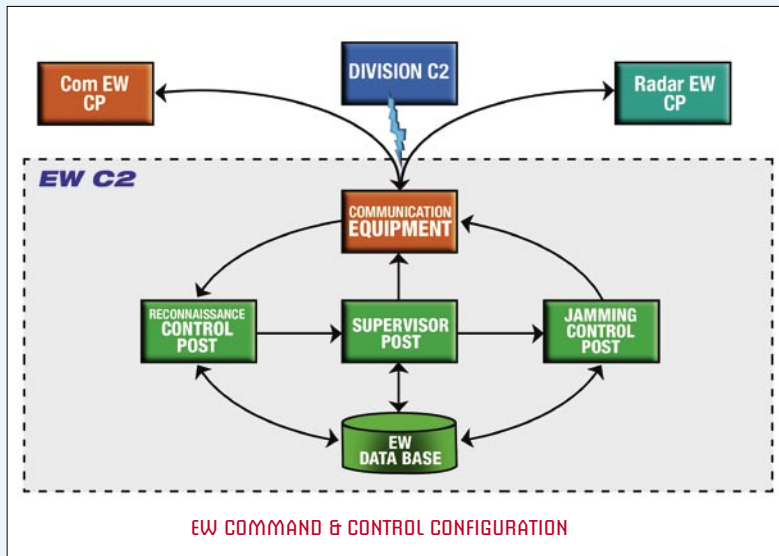 Com EW
CP
DIVISION C2
Radar EW
CP
EW C2
COMMUNICATION
EQUIPMENT
RECONNAISSANCE
CONTROL
POST
SUPERVISOR
POST
JAMMING
CONTROL
POST
EW
DATA BASE
EW COMMAND & CONTROL CONFIGURATION